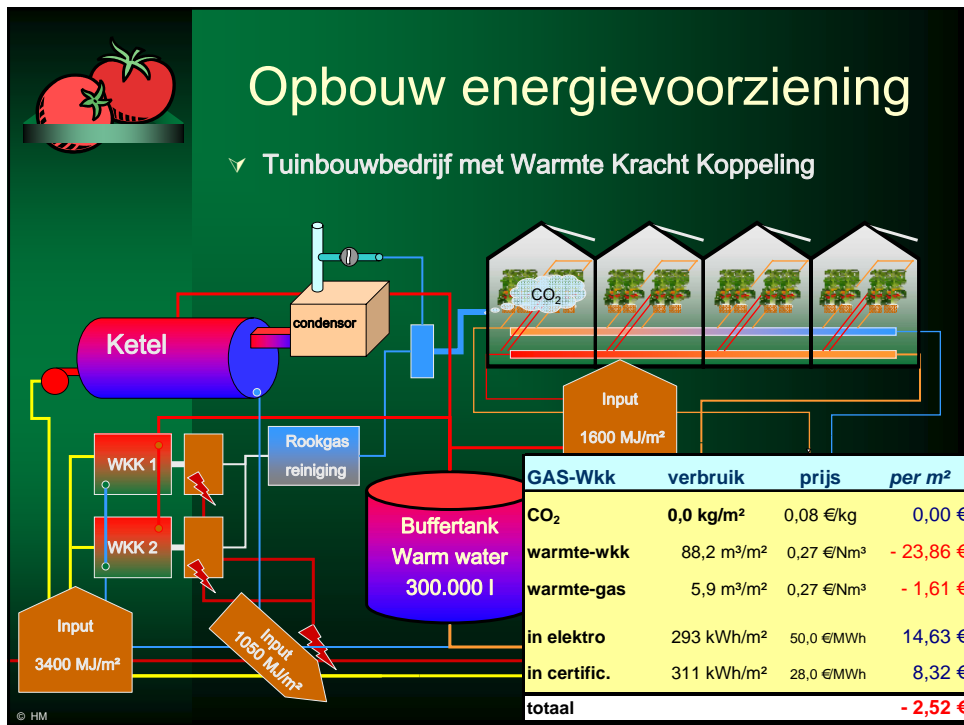 Opbouw energievoorziening
Tuinbouwbedrijf met Warmte Kracht Koppeling
CO2
condensor
Ketel
Input
1600 MJ/m²
WKK 1
Rookgas
reiniging
WKK 2
Buffertank
Warm water
300.000 l
Input
3400 MJ/m²
Input
1050 MJ/m²
GAS-Wkk verbruik prijs per m²
CO2 0,0 kg/m² 0,08 €/kg 0,00 €
warmte-wkk 88,2 m³/m² 0,27 €/Nm³ - 23,86 €
warmte-gas 5,9 m³/m² 0,27 €/Nm³ - 1,61 €
in elektro 293 kWh/m² 50,0 €/MWh 14,63 €
in certific. 311 kWh/m² 28,0 €/MWh 8,32 €
totaal - 2,52 €
© HM